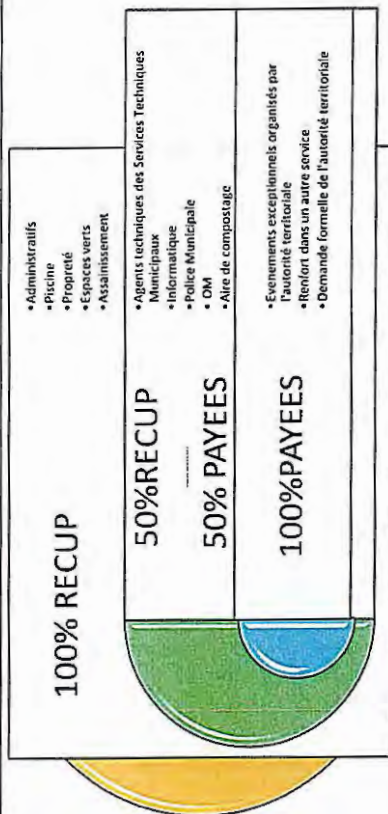 100% RECUP
•Administratifs
•Piscine
•Propreté
•Espaces verts
•Assainissement
50%RECUP
50% PAYEES
•Agents techniques des Services Techniques
Municipaux
•Informatique
•Police Municipale
• OM
•Aire de compostage
100%PAYEES
•Evenements exceptionnels organisés par
l'autorité territoriale
•Renfort dans un autre service
•Demande formelle de l'autorité territoriale